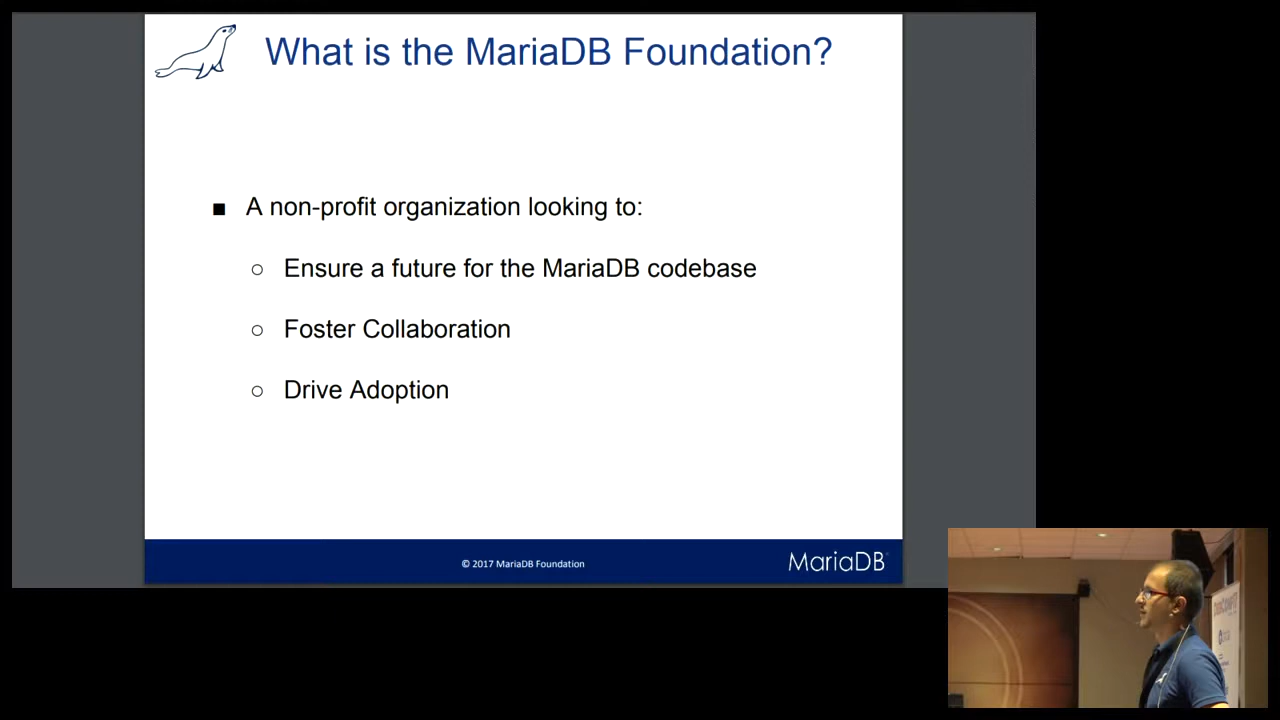 What is the MariaDB Foundation?
■ A non-profit organization looking to:
○ Ensure a future for the MariaDB codebase
○ Foster Collaboration
○ Drive Adoption
© 2017 MariaDB Foundation
MariaDB